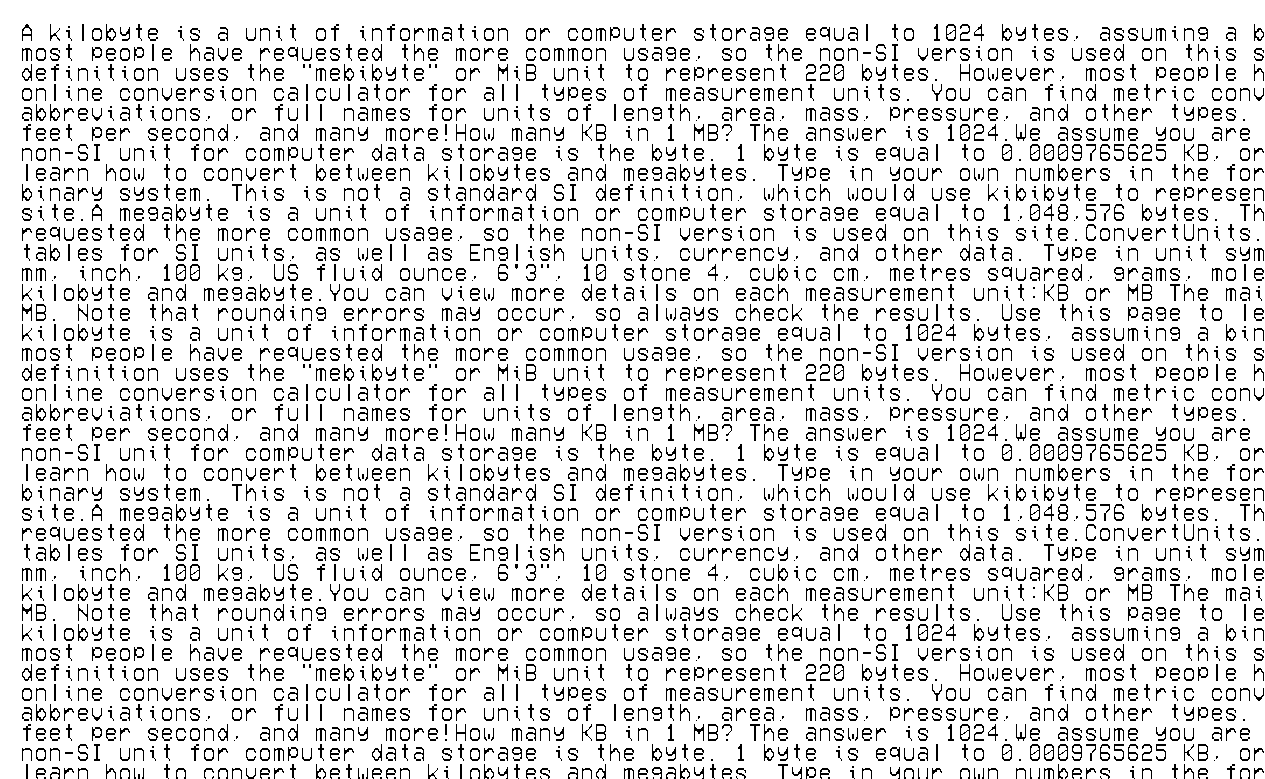 A kilobyte is a unit of information or computer storage equal to 1024 bytes, assuming a b
most people have requested the more common usage, so the non-SI version is used on this s
definition uses the "mebibyte" or MiB unit to represent 220 bytes. However, most people h
online conversion calculator for all types of measurement units. You can find metric conv
abbreviations, or full names for units of length, area, mass, pressure, and other types.
feet per second, and many more!How many KB in 1 MB? The answer is 1024.We assume you are
non-SI unit for computer data storage is the byte. 1 byte is equal to 0.0009765625 KB, or
learn how to convert between kilobytes and megabytes. Type in your own numbers in the for
binary system. This is not a standard SI definition, which would use kibibyte to represen
site.A megabyte is a unit of information or computer storage equal to 1,048,576 bytes. Th
requested the more common usage, so the non-SI version is used on this site.ConvertUnits.
tables for SI units, as well as English units, currency, and other data. Type in unit sym
mm, inch, 100 kg, US fluid ounce, 6'3", 10 stone 4, cubic cm, metres squared, grams, mole
kilobyte and megabyte.You can view more details on each measurement unit:KB or MB The mai
MB. Note that rounding errors may occur, so always check the results. Use this page to le
kilobyte is a unit of information or computer storage equal to 1024 bytes, assuming a bin
most people have requested the more common usage, so the non-SI version is used on this s
definition uses the "mebibyte" or MiB unit to represent 220 bytes. However, most people h
online conversion calculator for all types of measurement units. You can find metric conv
abbreviations, or full names for units of length, area, mass, pressure, and other types.
feet per second, and many more!How many KB in 1 MB? The answer is 1024.We assume you are
non-SI unit for computer data storage is the byte. 1 byte is equal to 0.0009765625 KB, or
learn how to convert between kilobytes and megabytes. Type in your own numbers in the for
binary system. This is not a standard SI definition, which would use kibibyte to represen
site.A megabyte is a unit of information or computer storage equal to 1,048,576 bytes. Th
requested the more common usage, so the non-SI version is used on this site.ConvertUnits.
tables for SI units, as well as English units, currency, and other data. Type in unit sym
mm, inch, 100 kg, US fluid ounce, 6'3", 10 stone 4, cubic cm, metres squared, grams, mole
kilobyte and megabyte.You can view more details on each measurement unit:KB or MB The mai
MB. Note that rounding errors may occur, so always check the results. Use this page to le
kilobyte is a unit of information or computer storage equal to 1024 bytes, assuming a bin
most people have requested the more common usage, so the non-SI version is used on this s
definition uses the "mebibyte" or MiB unit to represent 220 bytes. However, most people h
online conversion calculator for all types of measurement units. You can find metric conv
abbreviations, or full names for units of length, area, mass, pressure, and other types.
feet per second, and many more!How many KB in 1 MB? The answer is 1024.We assume you are
non-SI unit for computer data storage is the byte. 1 byte is equal to 0.0009765625 KB, or
learn how to convert between kilobytes and megabytes. Type in your own numbers in the for